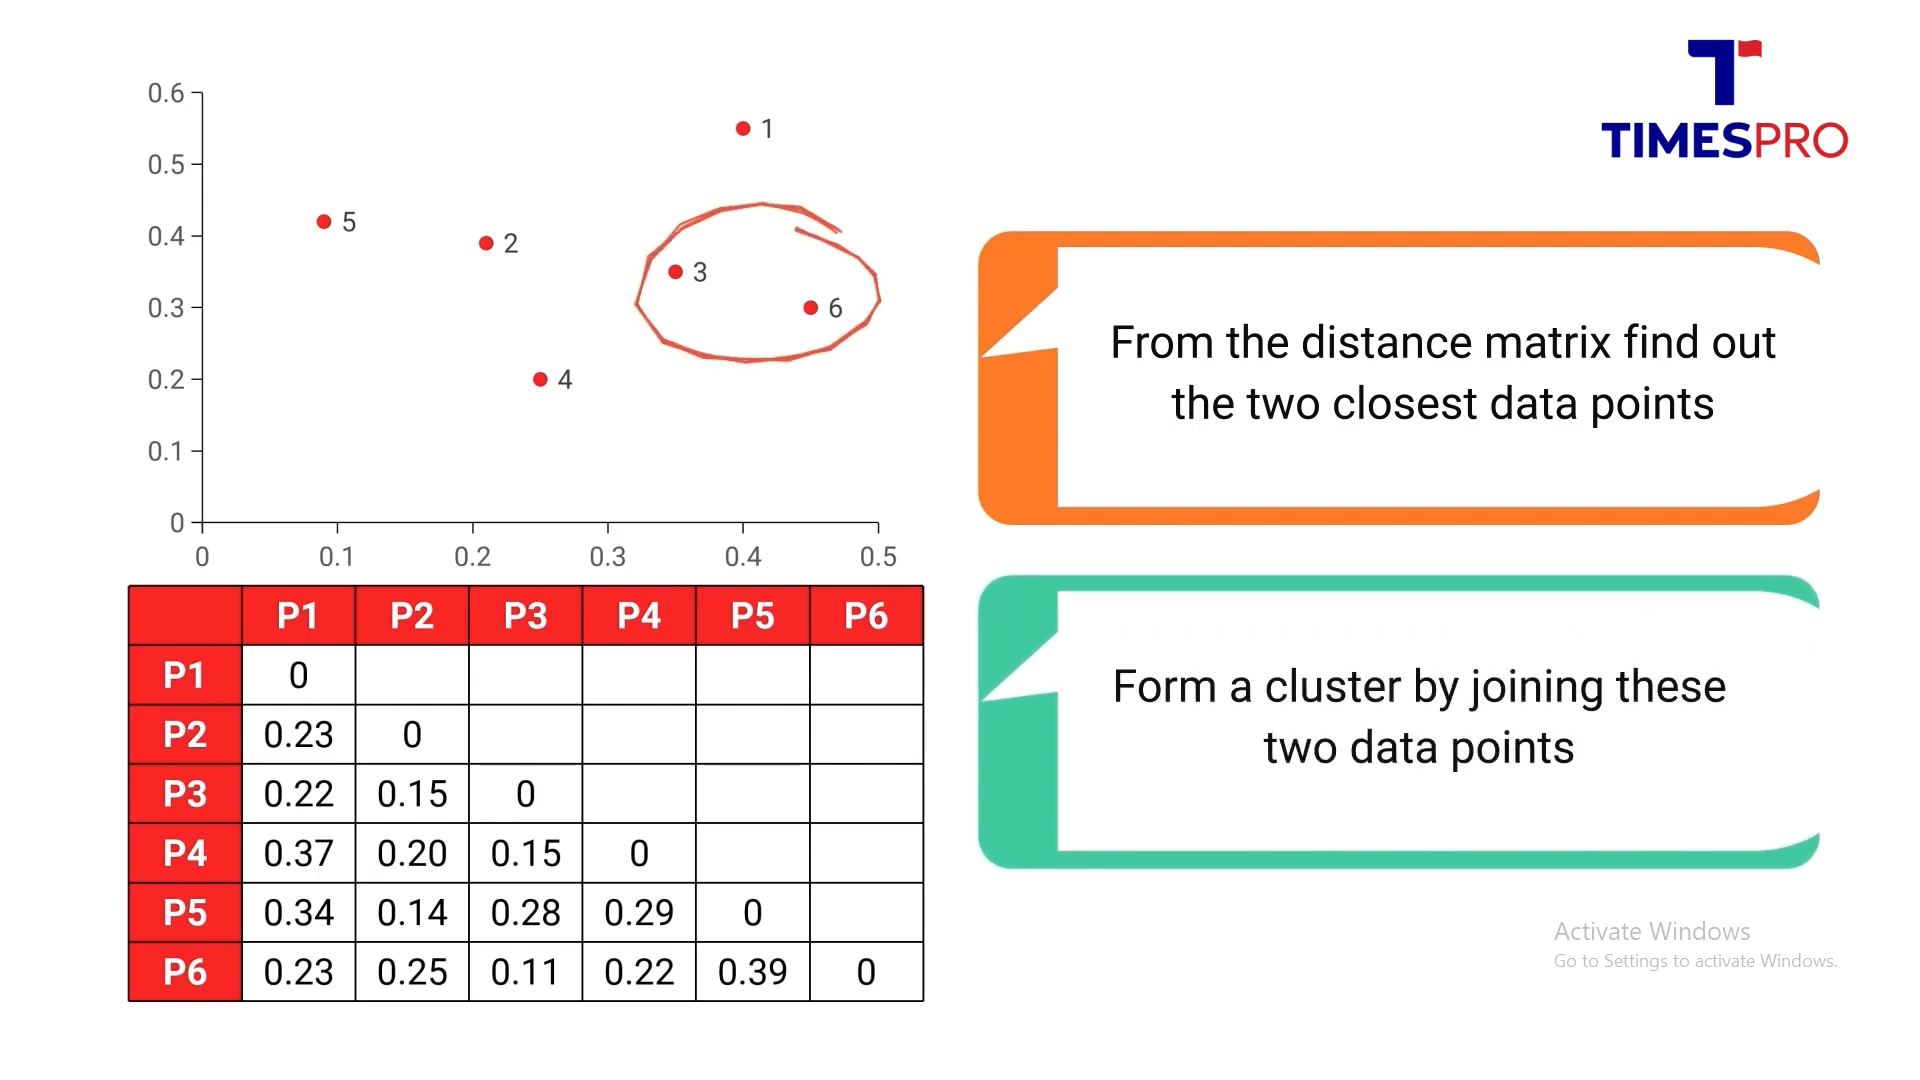 TIMESPRO
0.6
0.5
0.4
0.3
0.2
0.1
0
0 0.1 0.2 0.3 0.4 0.5
1
5
2
3
6
4
P1 P2 P3 P4 P5 P6
P1 0
P2 0.23 0
P3 0.22 0.15 0
P4 0.37 0.20 0.15 0
P5 0.34 0.14 0.28 0.29 0
P6 0.23 0.25 0.11 0.22 0.39 0
From the distance matrix find out
the two closest data points
Form a cluster by joining these
two data points
Activate Windows
Go to Settings to activate Windows.